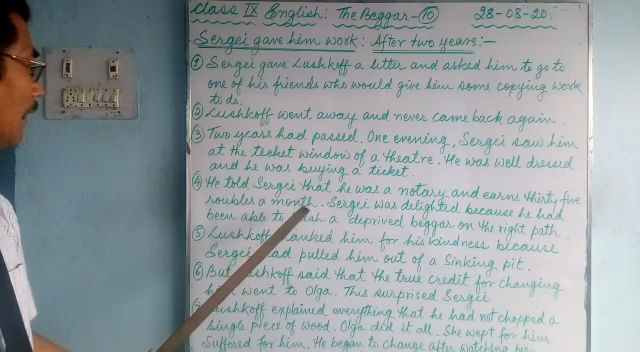 Class IX English: The Beggar-10 28-08-20.
Sergei gave him work: After two years:-
① Sergei gave Lushkoff a letter and asked him to go to
one of his friends who would give him some copying work
to do.
② Lushkoff went away and never came back again.
③ Two years had passed. One evening, Sergei saw him
at the ticket window of a theatre. He was well dressed
and he was buying a ticket.
④ He told Sergei that he was a notary and earns thirty five
roubles a month. Sergei was delighted because he had
been able to a deprived beggar on the right path.
⑤ Lushkoff thanked him for his kindness because
Sergei had pulled him out of a sinking pit.
⑥ But Lushkoff said that the true credit for changing
him went to Olga. This surprised Sergei
Lushkoff explained everything that he had not chopped a
single piece of wood. Olga did it all. She wept for him
suffered for him. He began to change after watching her